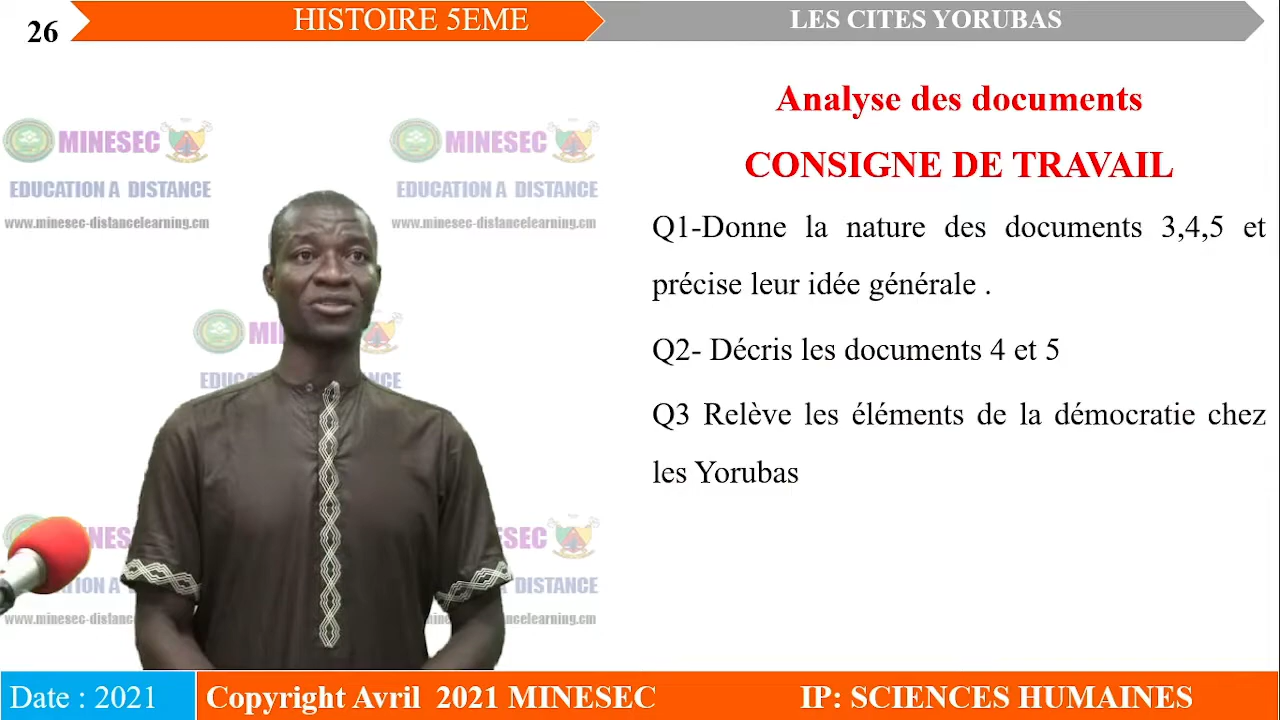 26
HISTOIRE 5EME
LES CITES YORUBAS
Analyse des documents
CONSIGNE DE TRAVAIL
Q1-Donne la nature des documents 3,4,5 et
précise leur idée générale .
Q2- Décris les documents 4 et 5
Q3 Relève les éléments de la démocratie chez
les Yorubas
MINESEC
EDUCATION A DISTANCE
www.minesec-distancelearning.cm
MINESEC
EDUCATION A DISTANCE
www.minesec-distancelearning.cm
Date : 2021
Copyright Avril 2021 MINESEC
IP: SCIENCES HUMAINES